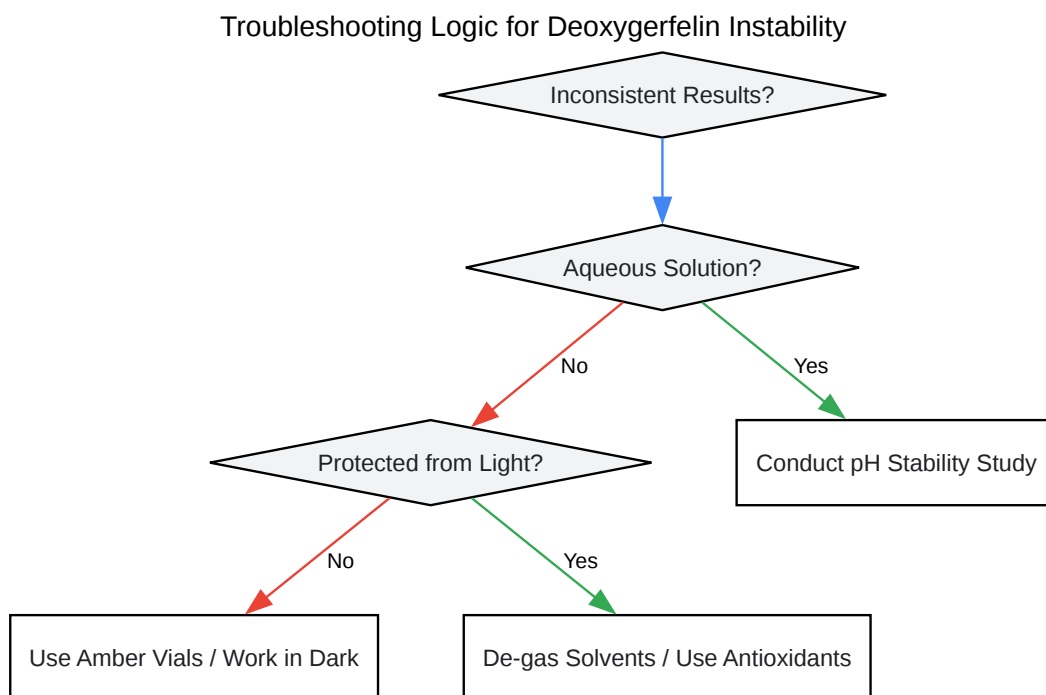 Troubleshooting Logic for Deoxygerfelin Instability
Inconsistent Results?
Aqueous Solution?
No
Yes
Protected from Light?
Conduct pH Stability Study
No
Yes
Use Amber Vials / Work in Dark
De-gas Solvents / Use Antioxidants